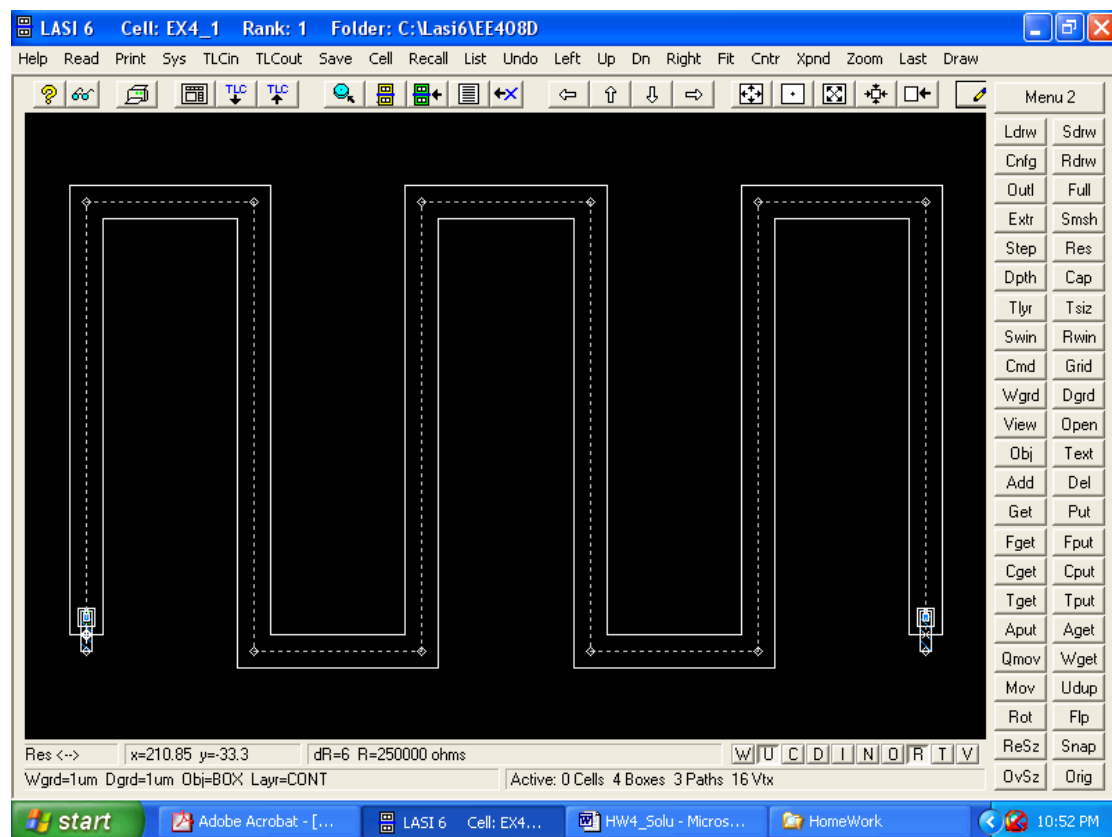 LASI 6 Cell: EX4_1 Rank: 1 Folder: C:\Lasi6\EE408D
Help Read Print Sys TLCin TLCout Save Cell Recall List Undo Left Up Dn Right Fit Cntr Xpnd Zoom Last Draw
TLC TLC
Menu 2
Ldrw Sdrw
Cnfg Rdrw
Outl Full
Extr Smsh
Step Res
Dpth Cap
Tlyr Tsiz
Swin Rwin
Cmd Grid
Wgrd Dgrd
View Open
Obj Text
Add Del
Get Put
Fget Fput
Cget Cput
Tget Tput
Aput Aget
Qmov Wget
Mov Udup
Rot Flp
ReSz Snap
OvSz Orig
Res <--> x=210.85 y=-33.3 dR=6 R=250000 ohms W U C D I N O R T V
Wgrd=1um Dgrd=1um Obj=BOX Layr=CONT Active: 0 Cells 4 Boxes 3 Paths 16 Vtx
start Adobe Acrobat - [... LASI 6 Cell: EX4... HW4_Solu - Micros... HomeWork 10:52 PM